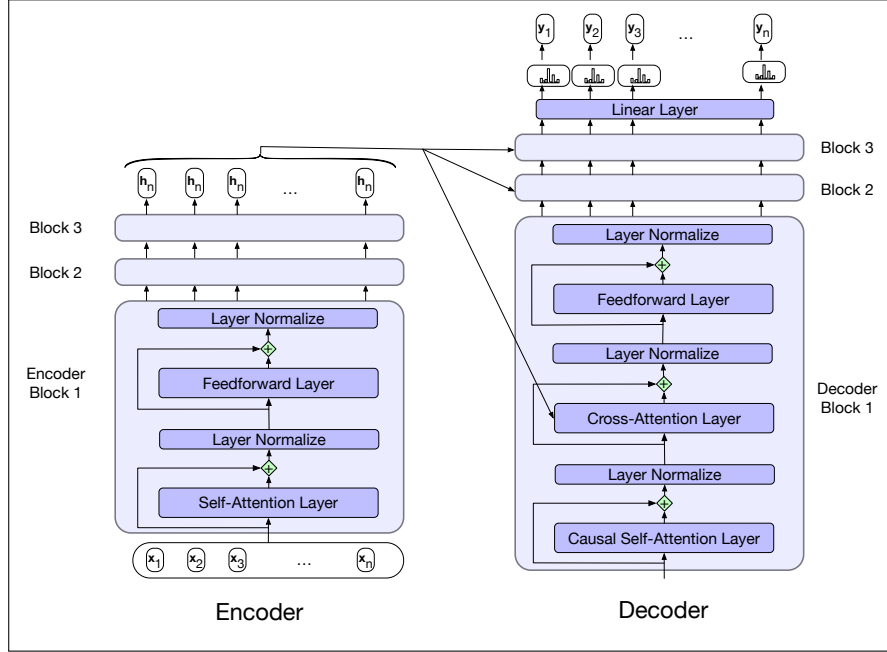 y1 y2 y3 ... yn
Linear Layer
Block 3
Block 2
Layer Normalize
+
Feedforward Layer
Layer Normalize
+
Cross-Attention Layer
Layer Normalize
+
Causal Self-Attention Layer
Decoder
Block 1
Decoder
hn hn hn ... hn
Block 3
Block 2
Layer Normalize
+
Feedforward Layer
Layer Normalize
+
Self-Attention Layer
Encoder
Block 1
x1 x2 x3 ... xn
Encoder